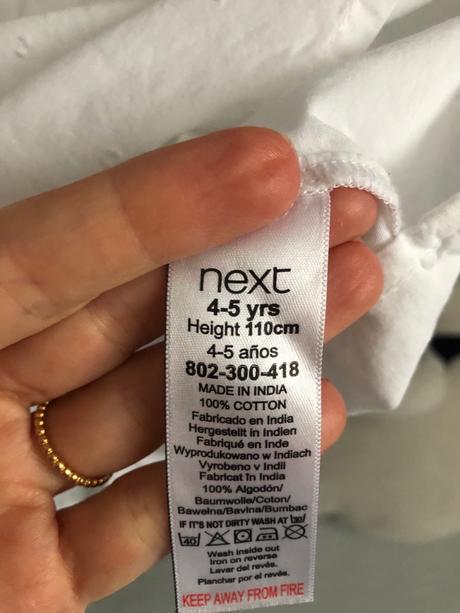 next
4-5 yrs
Height 110cm
4-5 años
802-300-418
MADE IN INDIA
100% COTTON
Fabricado en India
Hergestellt in Indien
Fabriqué en Inde
Wyprodukowano w Indiach
Vyrobeno v Indii
Fabricat în India
100% Algodón/
Baumwolle/Coton/
Bawełna/Bavlna/Bumbac
IF IT'S NOT DIRTY WASH AT 30
40
Wash inside out
Iron on reverse
Lavar del revés.
Planchar por el revés.
KEEP AWAY FROM FIRE